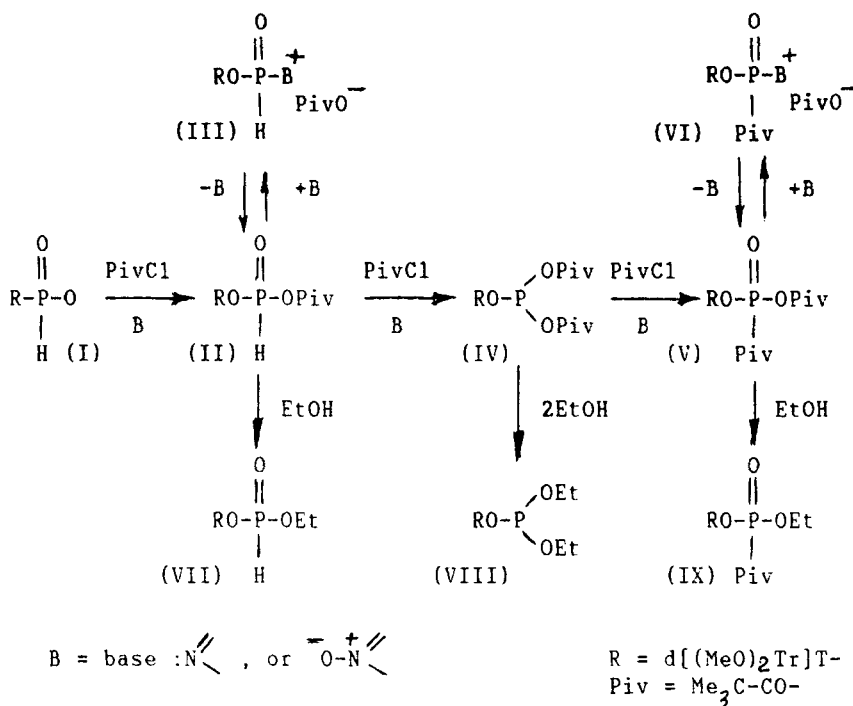 O
||
RO-P-B+
| PivO-
(III) H
O
||
RO-P-B+
| PivO-
(VI) Piv
-B +B
-B +B
O
||
R-P-O
|
H (I)
PivCl
B
O
||
RO-P-OPiv
|
(II) H
PivCl
B
RO-P
OPiv
OPiv
(IV)
PivCl
B
O
||
RO-P-OPiv
|
(V) Piv
EtOH
2EtOH
EtOH
O
||
RO-P-OEt
|
(VII) H
RO-P
OEt
OEt
(VIII)
O
||
RO-P-OEt
|
(IX) Piv
B = base :N , or -O-N+
R = d[(MeO)2Tr]T-
Piv = Me3C-CO-